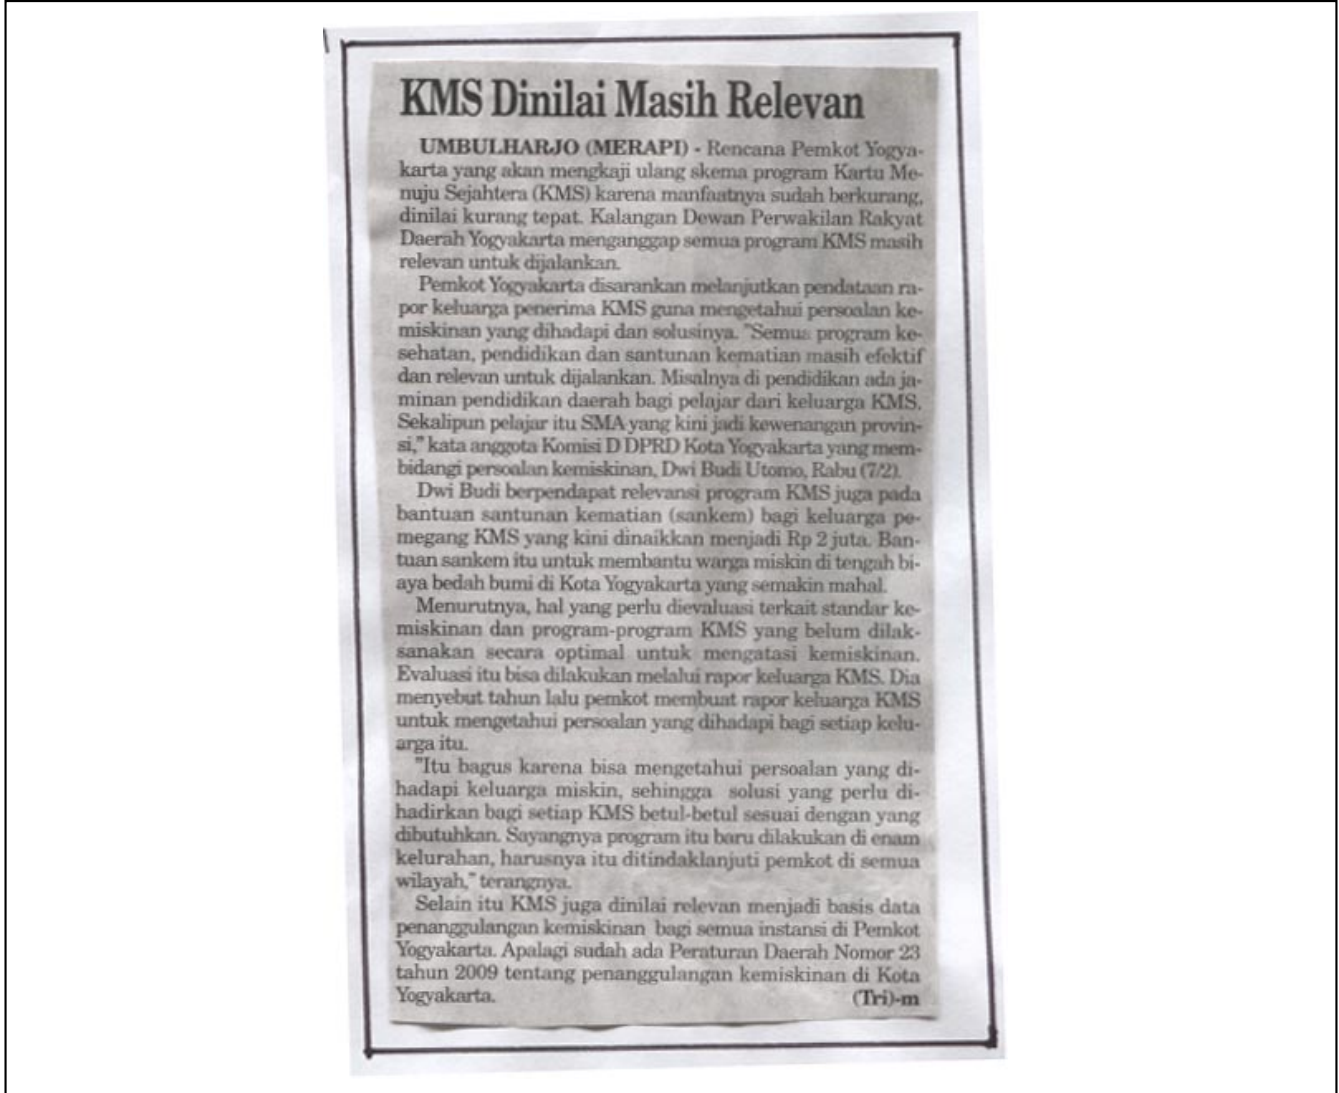 KMS Dinilai Masih Relevan
UMBULHARJO (MERAPI) - Rencana Pemkot Yogya-
karta yang akan mengkaji ulang skema program Kartu Me-
nuju Sejahtera (KMS) karena manfaatnya sudah berkurang,
dinilai kurang tepat. Kalangan Dewan Perwakilan Rakyat
Daerah Yogyakarta menganggap semua program KMS masih
relevan untuk dijalankan.
Pemkot Yogyakarta disarankan melanjutkan pendataan ra-
por keluarga penerima KMS guna mengetahui persoalan ke-
miskinan yang dihadapi dan solusinya. "Semua program ke-
sehatan, pendidikan dan santunan kematian masih efektif
dan relevan untuk dijalankan. Misalnya di pendidikan ada ja-
minan pendidikan daerah bagi pelajar dari keluarga KMS.
Sekalipun pelajar itu SMA yang kini jadi kewenangan provin-
si," kata anggota Komisi D DPRD Kota Yogyakarta yang mem-
bidangi persoalan kemiskinan, Dwi Budi Utomo, Rabu (7/2).
Dwi Budi berpendapat relevansi program KMS juga pada
bantuan santunan kematian (sankem) bagi keluarga pe-
megang KMS yang kini dinaikkan menjadi Rp 2 juta. Ban-
tuan sankem itu untuk membantu warga miskin di tengah bi-
aya bedah bumi di Kota Yogyakarta yang semakin mahal.
Menurutnya, hal yang perlu dievaluasi terkait standar ke-
miskinan dan program-program KMS yang belum dilak-
sanakan secara optimal untuk mengatasi kemiskinan.
Evaluasi itu bisa dilakukan melalui rapor keluarga KMS. Dia
menyebut tahun lalu pemkot membuat rapor keluarga KMS
untuk mengetahui persoalan yang dihadapi bagi setiap kelu-
arga itu.
"Itu bagus karena bisa mengetahui persoalan yang di-
hadapi keluarga miskin, sehingga solusi yang perlu di-
hadirkan bagi setiap KMS betul-betul sesuai dengan yang
dibutuhkan. Sayangnya program itu baru dilakukan di enam
kelurahan, harusnya itu ditindaklanjuti pemkot di semua
wilayah," terangnya.
Selain itu KMS juga dinilai relevan menjadi basis data
penanggulangan kemiskinan bagi semua instansi di Pemkot
Yogyakarta. Apalagi sudah ada Peraturan Daerah Nomor 23
tahun 2009 tentang penanggulangan kemiskinan di Kota
Yogyakarta. (Tri)-m